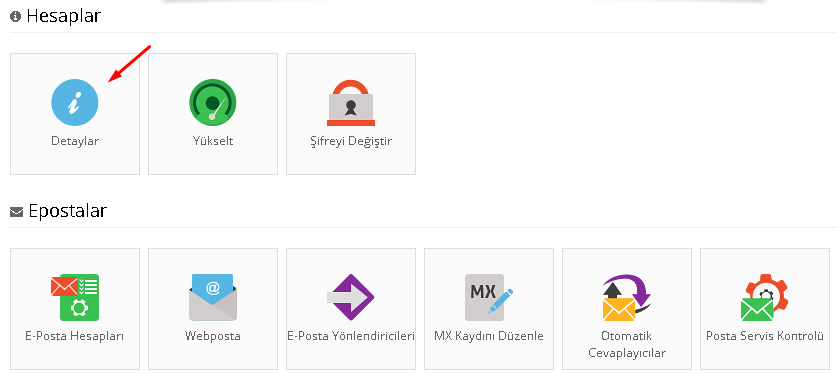 Hesaplar
Detaylar
Yükselt
Şifreyi Değiştir
Epostalar
@
MX
E-Posta Hesapları
Webposta
E-Posta Yönlendiricileri
MX Kaydını Düzenle
Otomatik
Cevaplayıcılar
Posta Servis Kontrolü